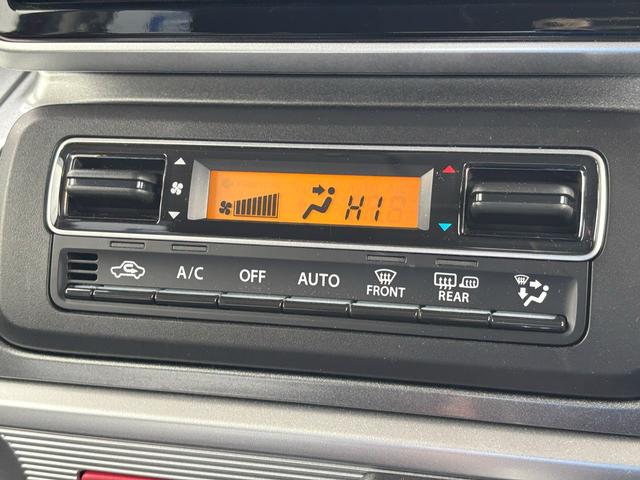 HI
A/C OFF AUTO FRONT REAR